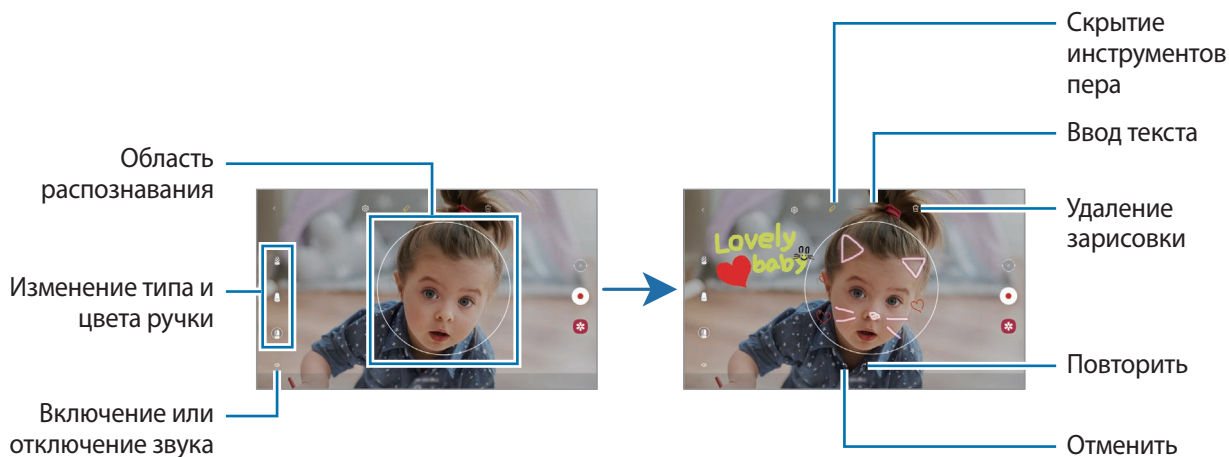 Скрытие
инструментов
пера
Ввод текста
Область
распознавания
Удаление
зарисовки
Lovely
baby
Изменение типа и
цвета ручки
Повторить
Включение или
отключение звука
Отменить